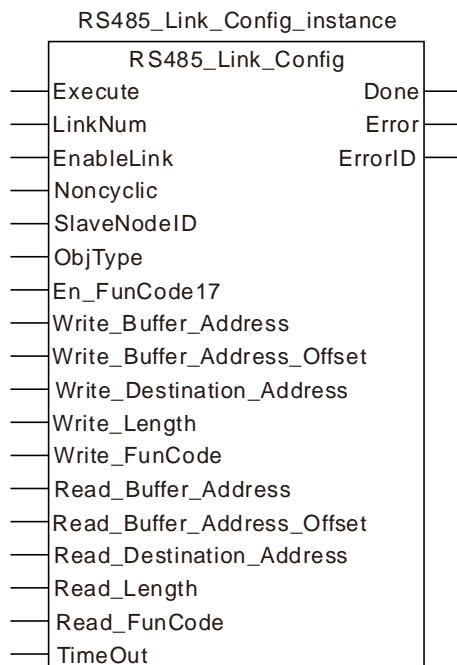 RS485_Link_Config_instance
RS485_Link_Config
Execute Done
LinkNum Error
EnableLink ErrorID
Noncyclic
SlaveNodeID
ObjType
En_FunCode17
Write_Buffer_Address
Write_Buffer_Address_Offset
Write_Destination_Address
Write_Length
Write_FunCode
Read_Buffer_Address
Read_Buffer_Address_Offset
Read_Destination_Address
Read_Length
Read_FunCode
TimeOut